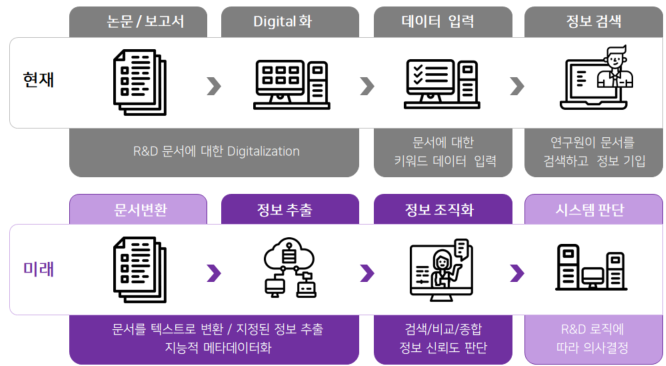 논문 / 보고서
Digital 화
데이터 입력
정보 검색
현재
R&D 문서에 대한 Digitalization
문서에 대한
키워드 데이터 입력
연구원이 문서를
검색하고 정보 기입
문서변환
정보 추출
정보 조직화
시스템 판단
미래
문서를 텍스트로 변환 / 지정된 정보 추출
지능적 메타데이터화
검색/비교/종합
정보 신뢰도 판단
R&D 로직에
따라 의사결정